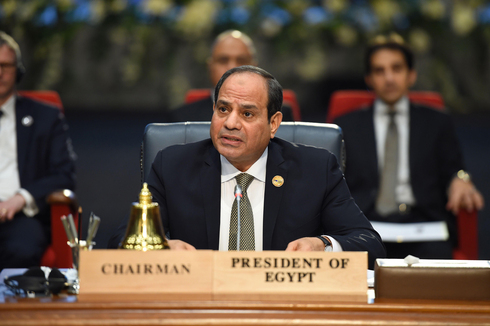 CHAIRMAN
PRESIDENT OF
EGYPT